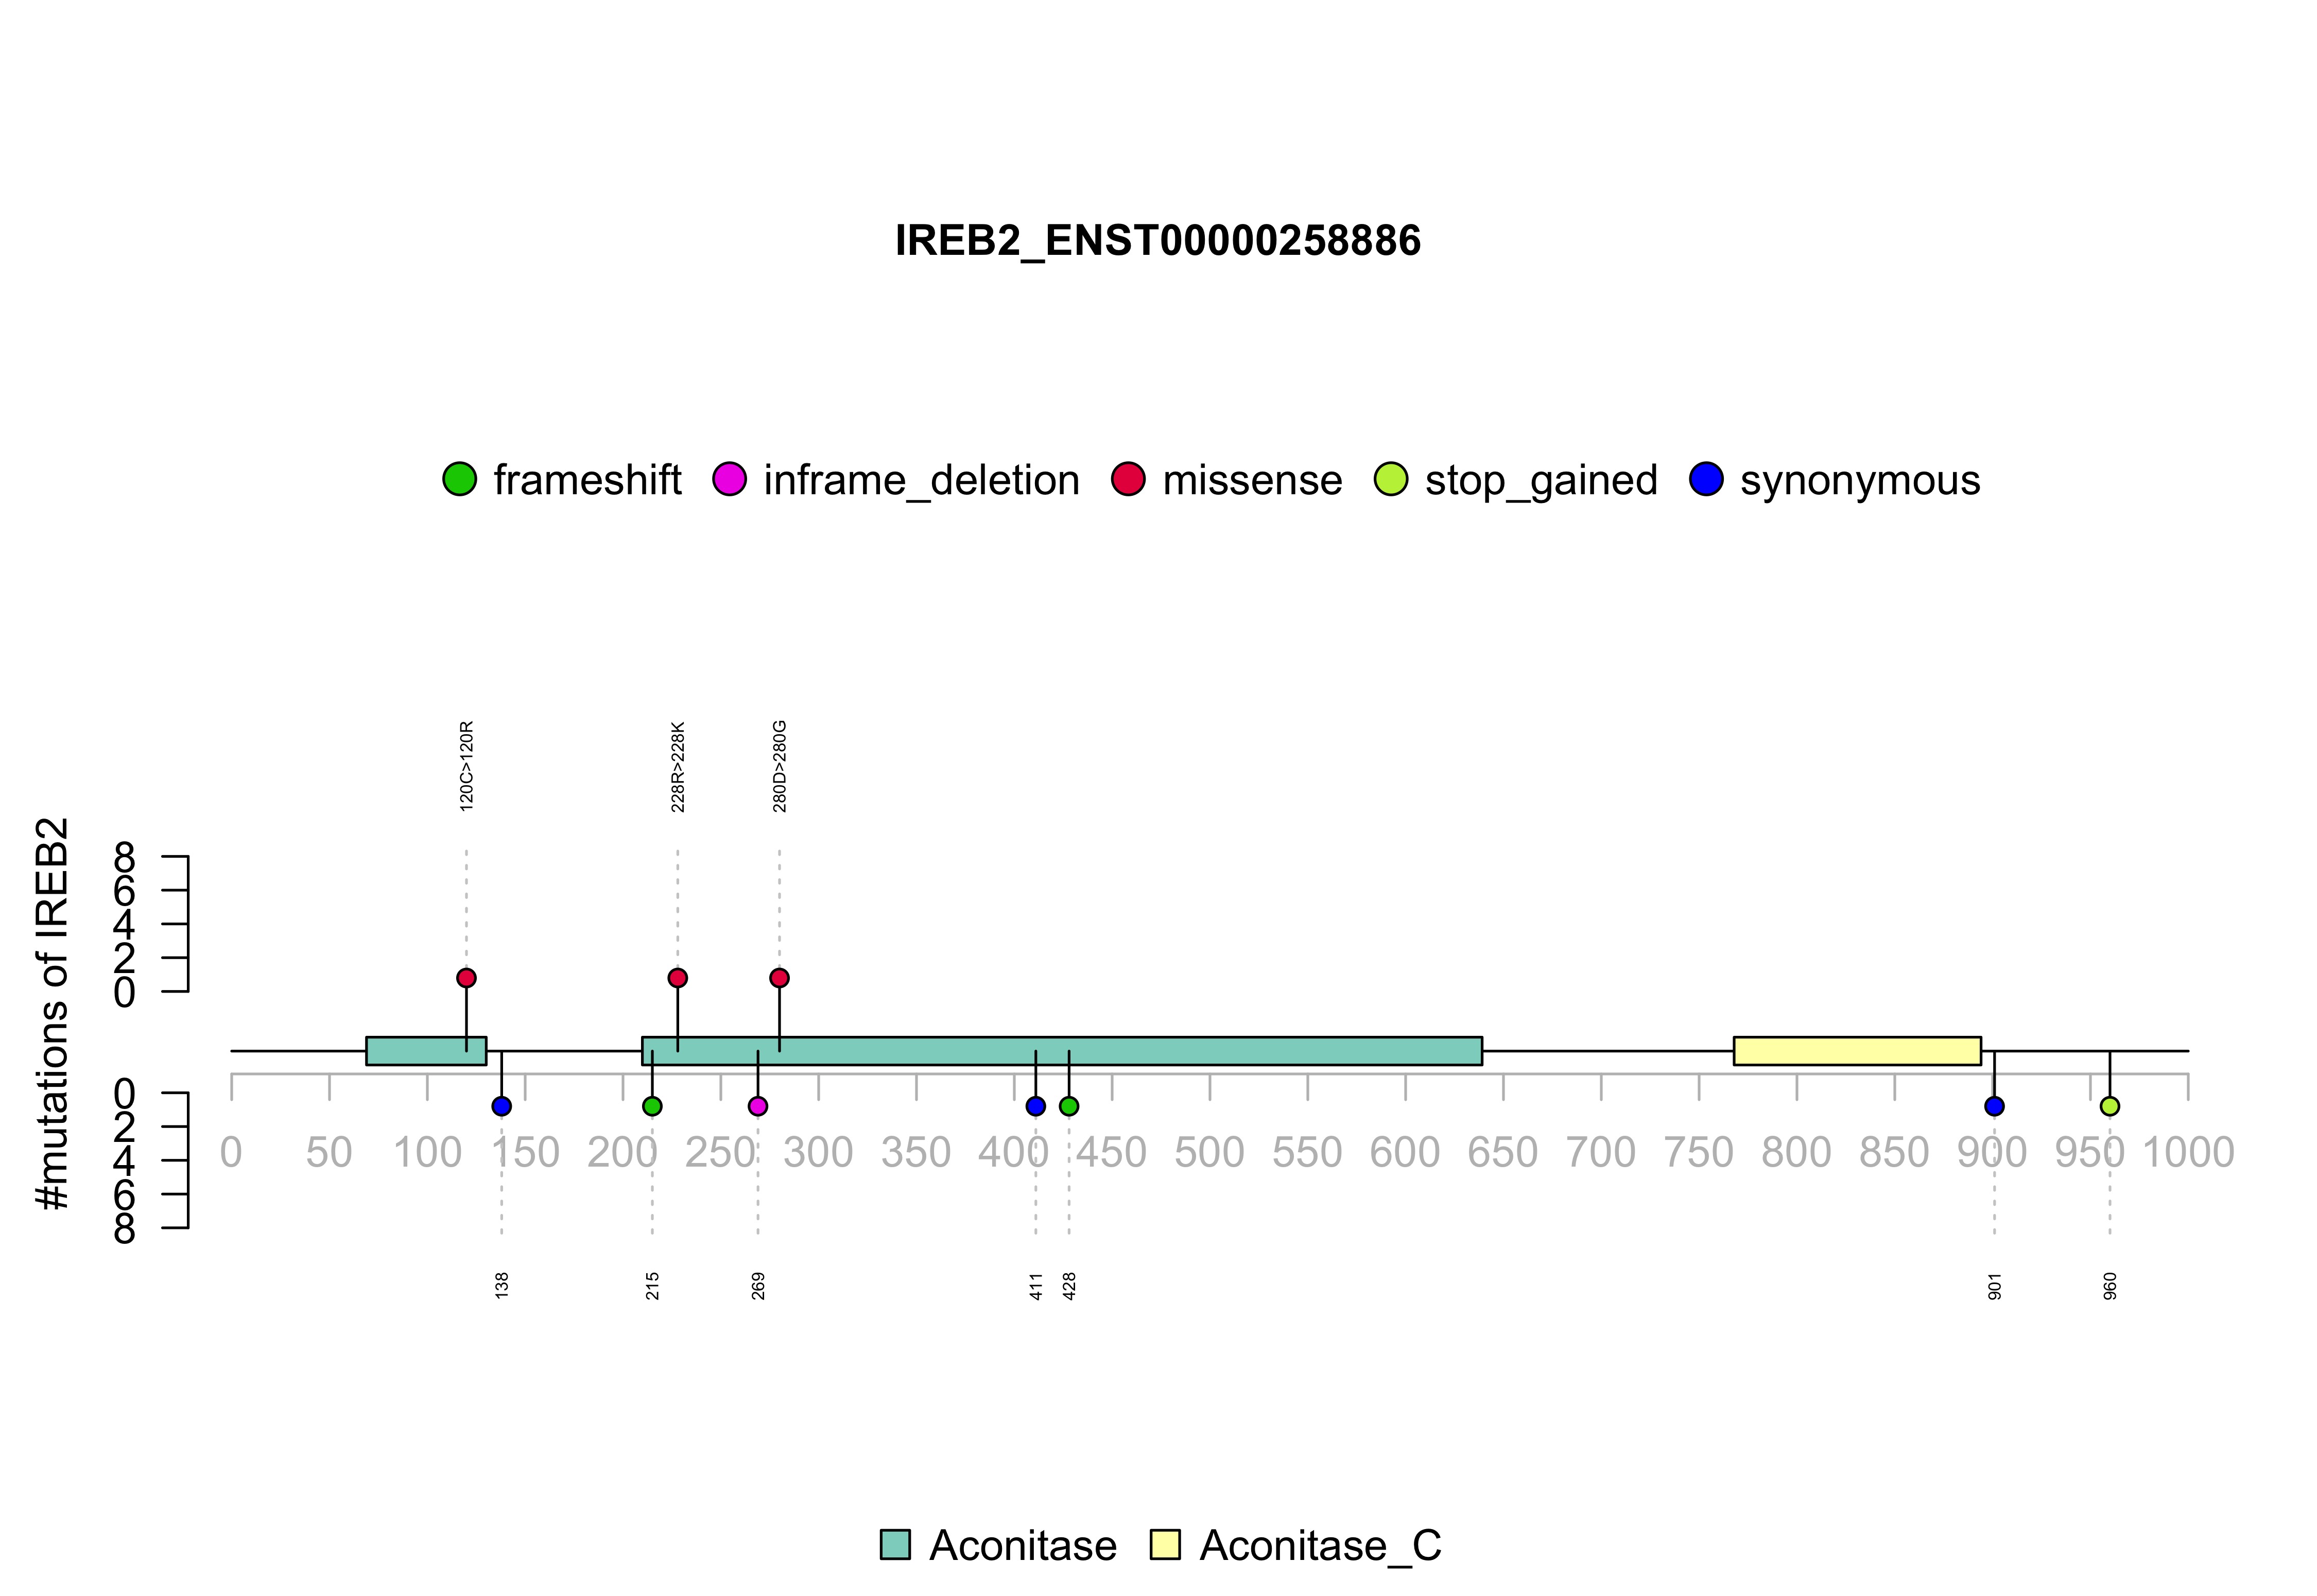 IREB2_ENST00000258886
frameshift inframe_deletion missense stop_gained synonymous
120C>120R 228R>228K 280D>280G
#mutations of IREB2
8
6
4
2
0
0
2
4
6
8
0 50 100 150 200 250 300 350 400 450 500 550 600 650 700 750 800 850 900 950 1000
138 215 269 411 428 901 960
Aconitase Aconitase_C